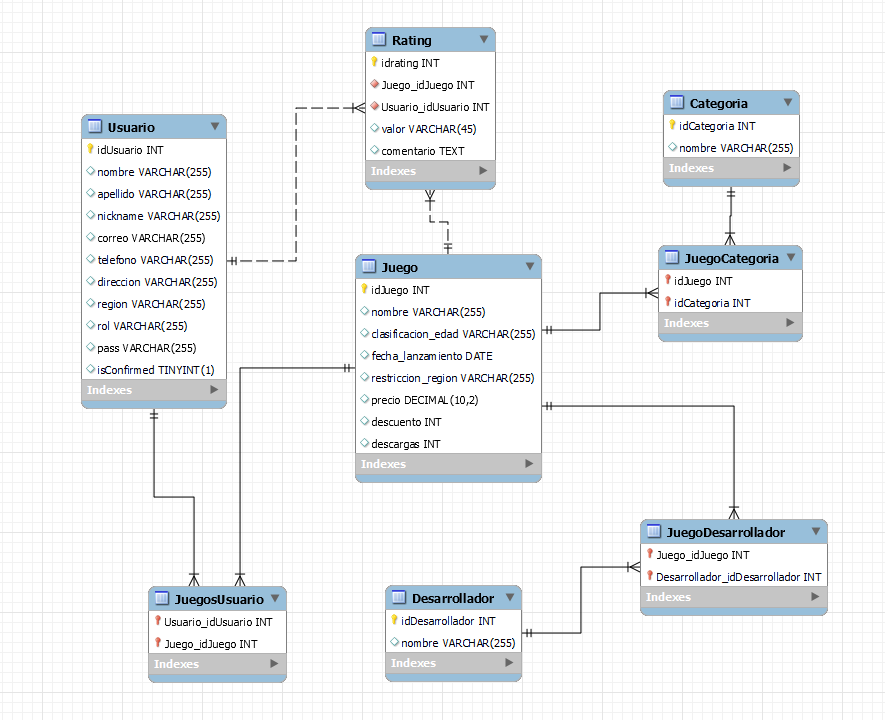 Rating
idrating INT
Juego_idJuego INT
Usuario_idUsuario INT
valor VARCHAR(45)
comentario TEXT
Indexes
Categoria
idCategoria INT
nombre VARCHAR(255)
Indexes
Usuario
idUsuario INT
nombre VARCHAR(255)
apellido VARCHAR(255)
nickname VARCHAR(255)
correo VARCHAR(255)
telefono VARCHAR(255)
direccion VARCHAR(255)
region VARCHAR(255)
rol VARCHAR(255)
pass VARCHAR(255)
isConfirmed TINYINT(1)
Indexes
Juego
idJuego INT
nombre VARCHAR(255)
clasificacion_edad VARCHAR(255)
fecha_lanzamiento DATE
restriccion_region VARCHAR(255)
precio DECIMAL(10,2)
descuento INT
descargas INT
Indexes
JuegoCategoria
idJuego INT
idCategoria INT
Indexes
JuegoDesarrollador
Juego_idJuego INT
Desarrollador_idDesarrollador INT
Indexes
JuegosUsuario
Usuario_idUsuario INT
Juego_idJuego INT
Indexes
Desarrollador
idDesarrollador INT
nombre VARCHAR(255)
Indexes